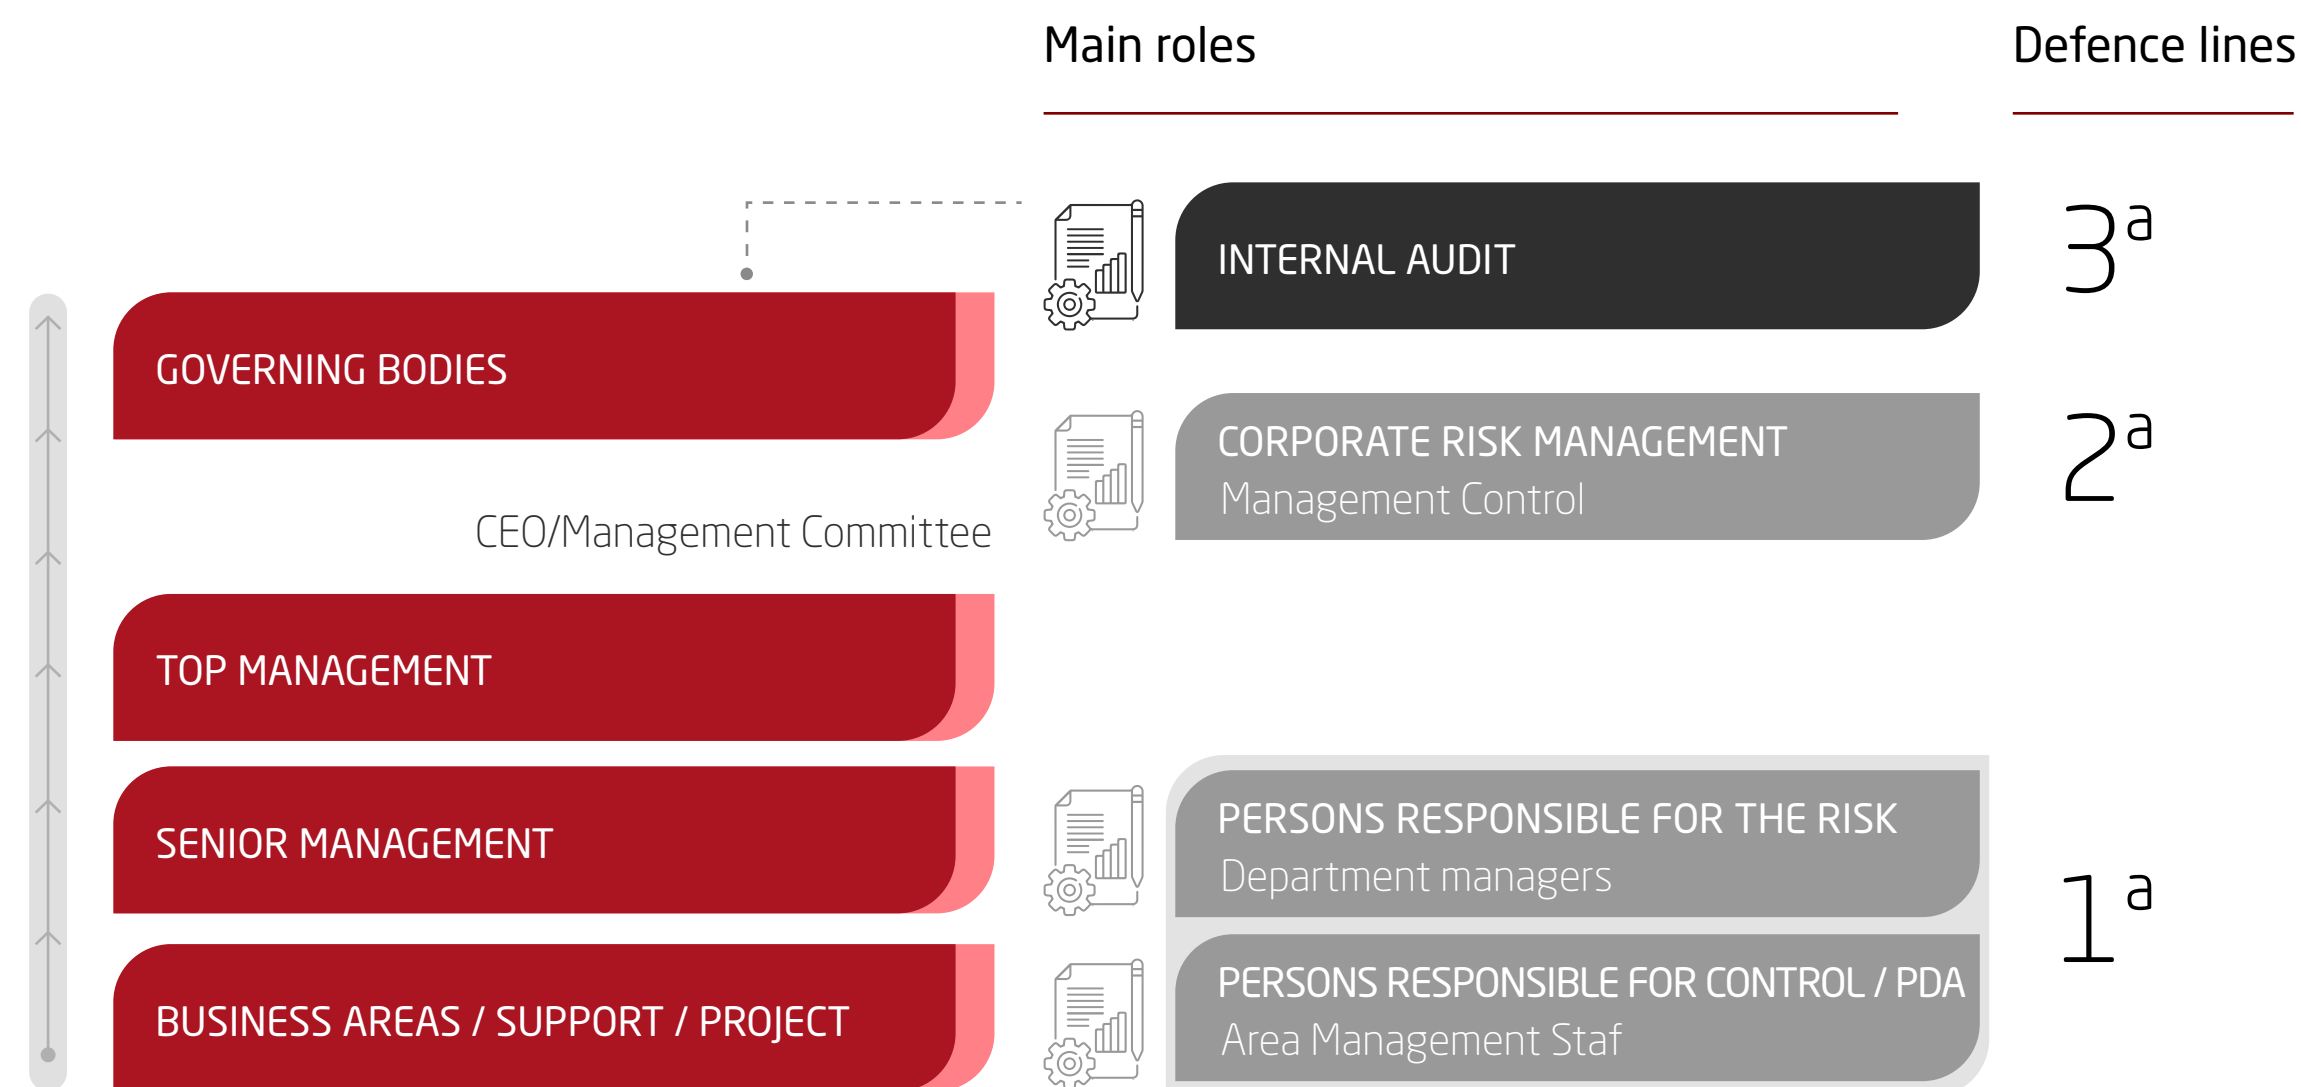 Main roles
Defence lines
INTERNAL AUDIT
3ª
GOVERNING BODIES
CORPORATE RISK MANAGEMENT
Management Control
2ª
CEO/Management Committee
TOP MANAGEMENT
SENIOR MANAGEMENT
PERSONS RESPONSIBLE FOR THE RISK
Department managers
1ª
BUSINESS AREAS / SUPPORT / PROJECT
PERSONS RESPONSIBLE FOR CONTROL / PDA
Area Management Staf